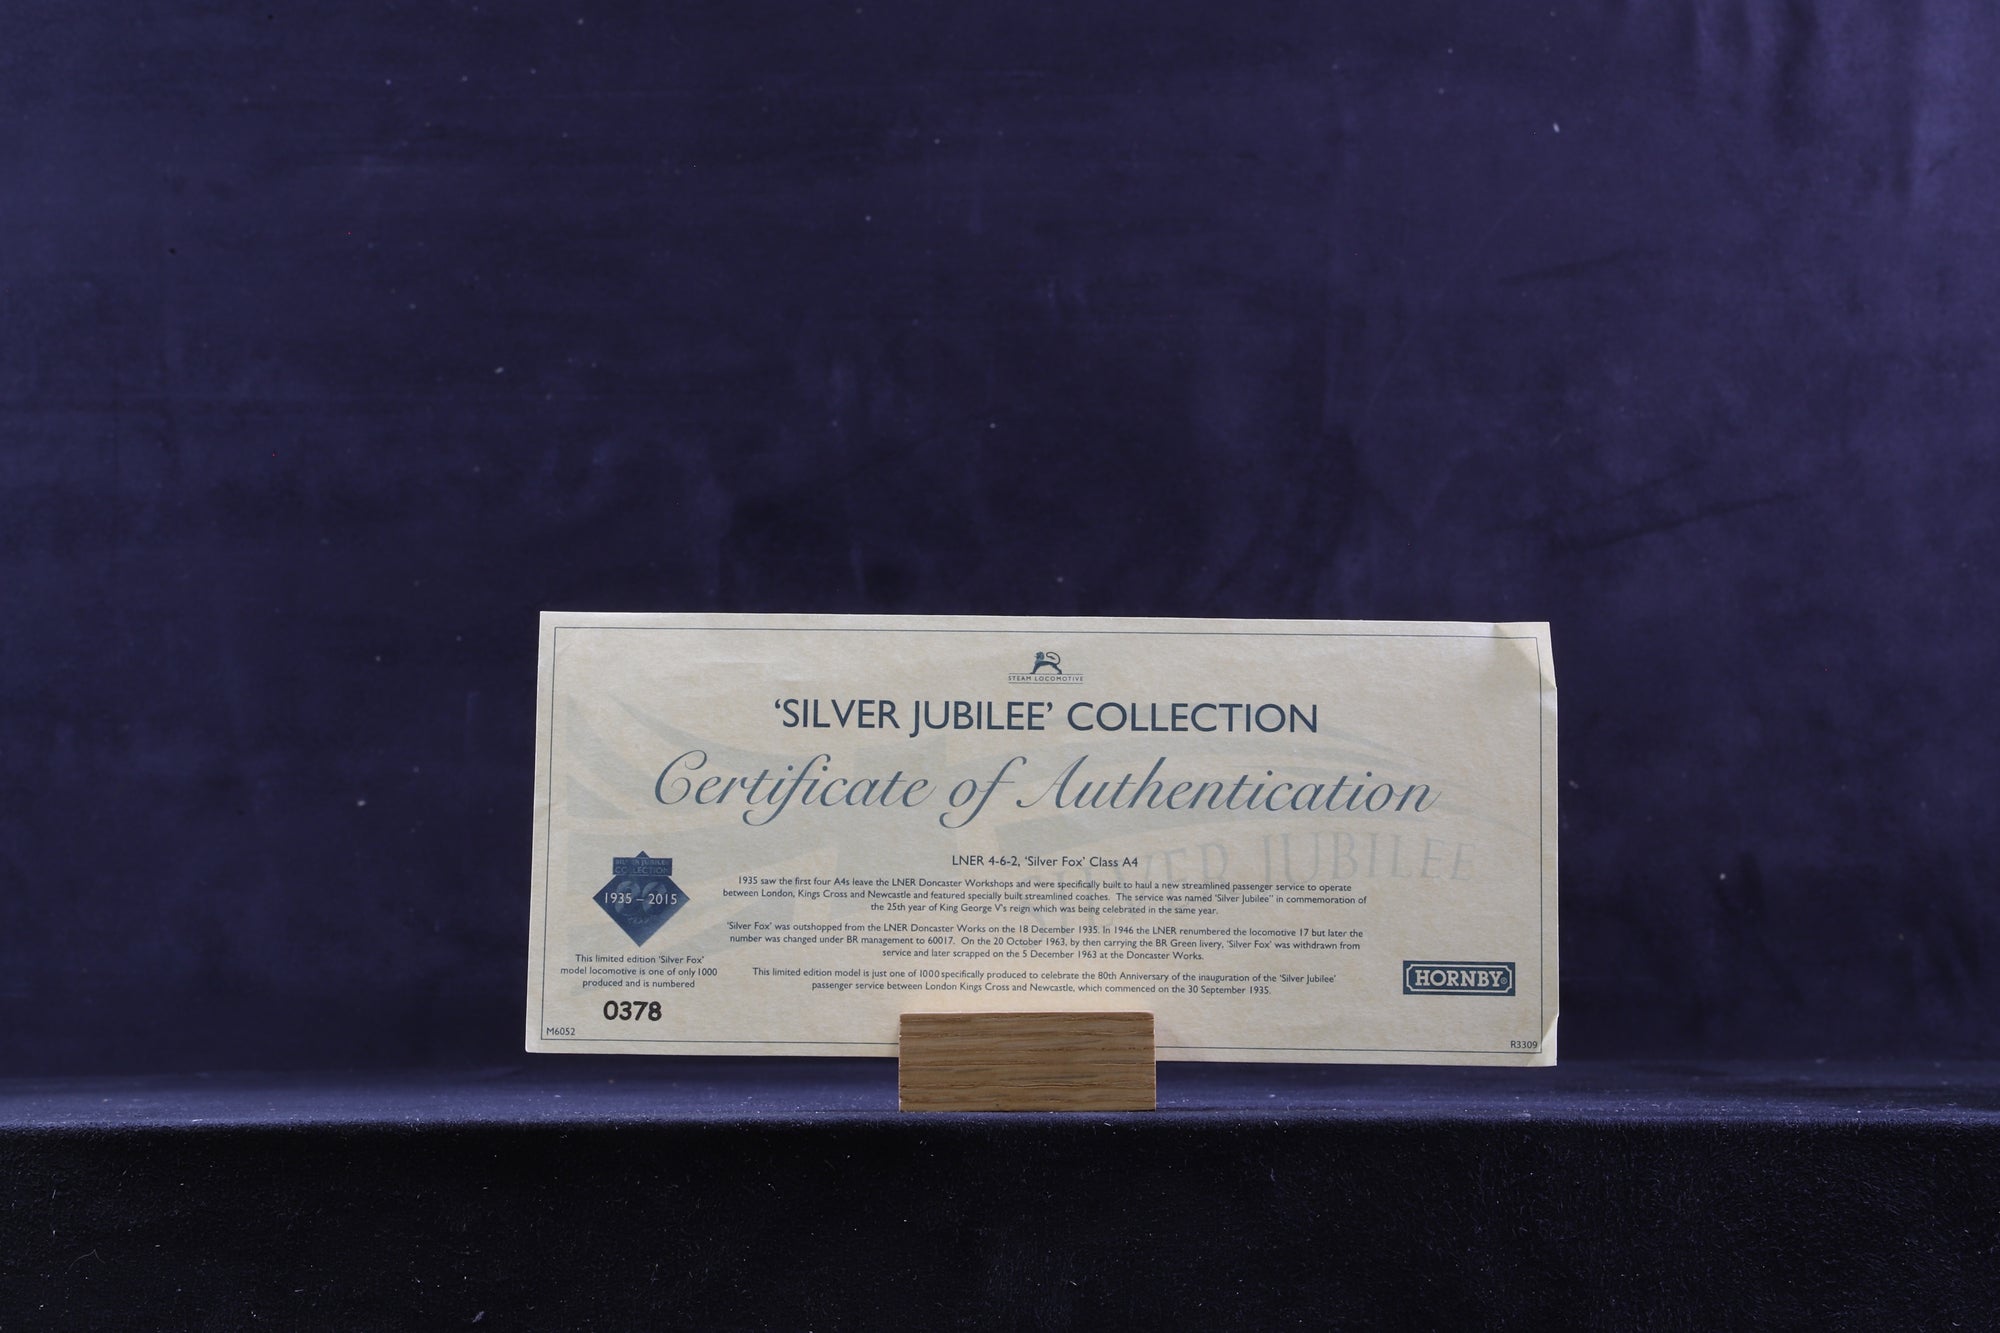 STEAM LOCOMOTIVE
‘SILVER JUBILEE’ COLLECTION
Certificate of Authentication
SILVER JUBILEE
LNER 4-6-2, ‘Silver Fox’ Class A4
1935 saw the first four A4s leave the LNER Doncaster Workshops and were specifically built to haul a new streamlined passenger service to operate
between London, Kings Cross and Newcastle and featured specially built streamlined coaches. The service was named ‘Silver Jubilee” in commemoration of
the 25th year of King George V's reign which was being celebrated in the same year.
‘Silver Fox’ was outshopped from the LNER Doncaster Works on the 18 December 1935. In 1946 the LNER renumbered the locomotive 17 but later the
number was changed under BR management to 60017. On the 20 October 1963, by then carrying the BR Green livery, ‘Silver Fox’ was withdrawn from
service and later scrapped on the 5 December 1963 at the Doncaster Works.
This limited edition model is just one of 1000 specifically produced to celebrate the 80th Anniversary of the inauguration of the ‘Silver Jubilee’
passenger service between London Kings Cross and Newcastle, which commenced on the 30 September 1935.
SILVER JUBILEE
COLLECTION
1935 – 2015
This limited edition ‘Silver Fox’
model locomotive is one of only 1000
produced and is numbered
0378
M6052
HORNBY®
R3309